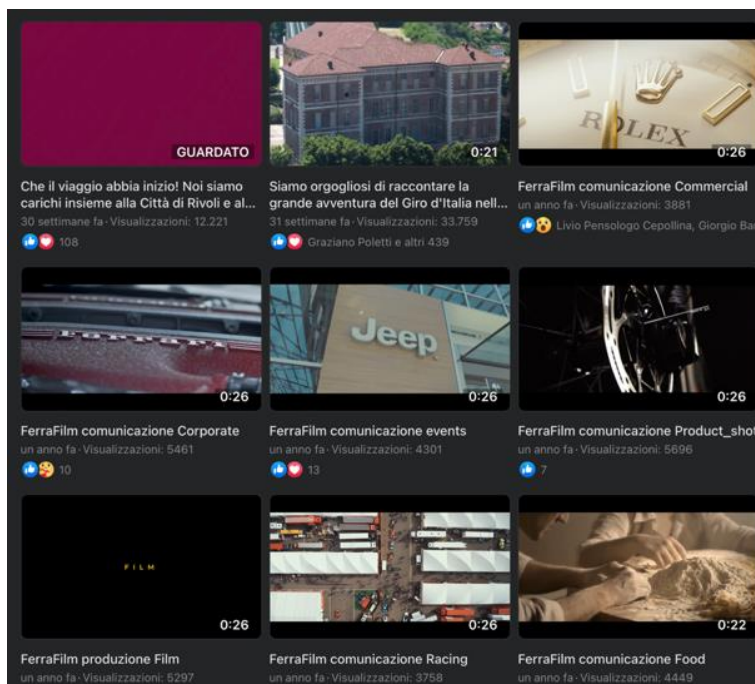 GUARDATO
0:21
ROLEX
0:26
Che il viaggio abbia inizio! Noi siamo
carichi insieme alla Città di Rivoli e al...
30 settimane fa · Visualizzazioni: 12.221
108
Siamo orgogliosi di raccontare la
grande avventura del Giro d'Italia nell...
31 settimane fa · Visualizzazioni: 33.759
Graziano Poletti e altri 439
FerraFilm comunicazione Commercial
un anno fa · Visualizzazioni: 3881
Livio Pensologo Cepollina, Giorgio Bar
0:26
Jeep
0:26
0:26
FerraFilm comunicazione Corporate
un anno fa · Visualizzazioni: 5461
10
FerraFilm comunicazione events
un anno fa · Visualizzazioni: 4301
13
FerraFilm comunicazione Product_shot
un anno fa · Visualizzazioni: 5696
7
FILM
0:26
0:26
0:22
FerraFilm produzione Film
un anno fa · Visualizzazioni: 5297
FerraFilm comunicazione Racing
un anno fa · Visualizzazioni: 3758
FerraFilm comunicazione Food
un anno fa · Visualizzazioni: 4449